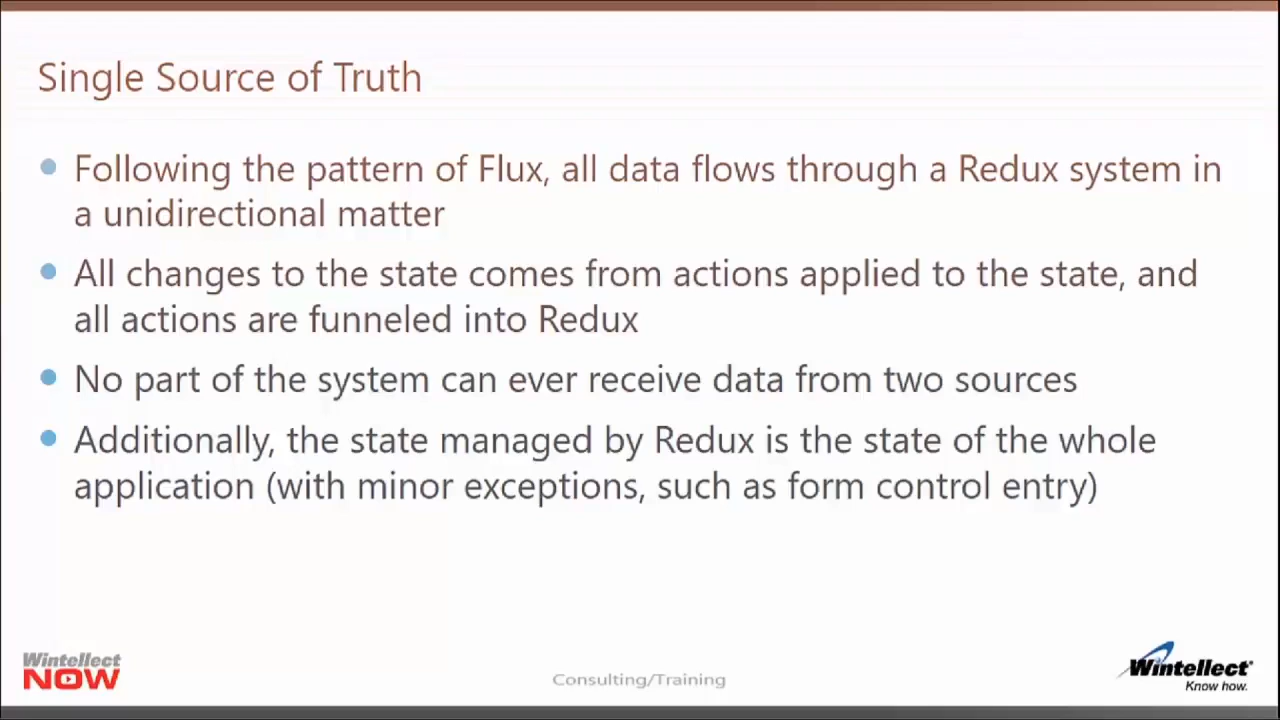 Single Source of Truth
Following the pattern of Flux, all data flows through a Redux system in
a unidirectional matter
All changes to the state comes from actions applied to the state, and
all actions are funneled into Redux
No part of the system can ever receive data from two sources
Additionally, the state managed by Redux is the state of the whole
application (with minor exceptions, such as form control entry)
Wintellect
NOW
Consulting/Training
Wintellect
Know how.